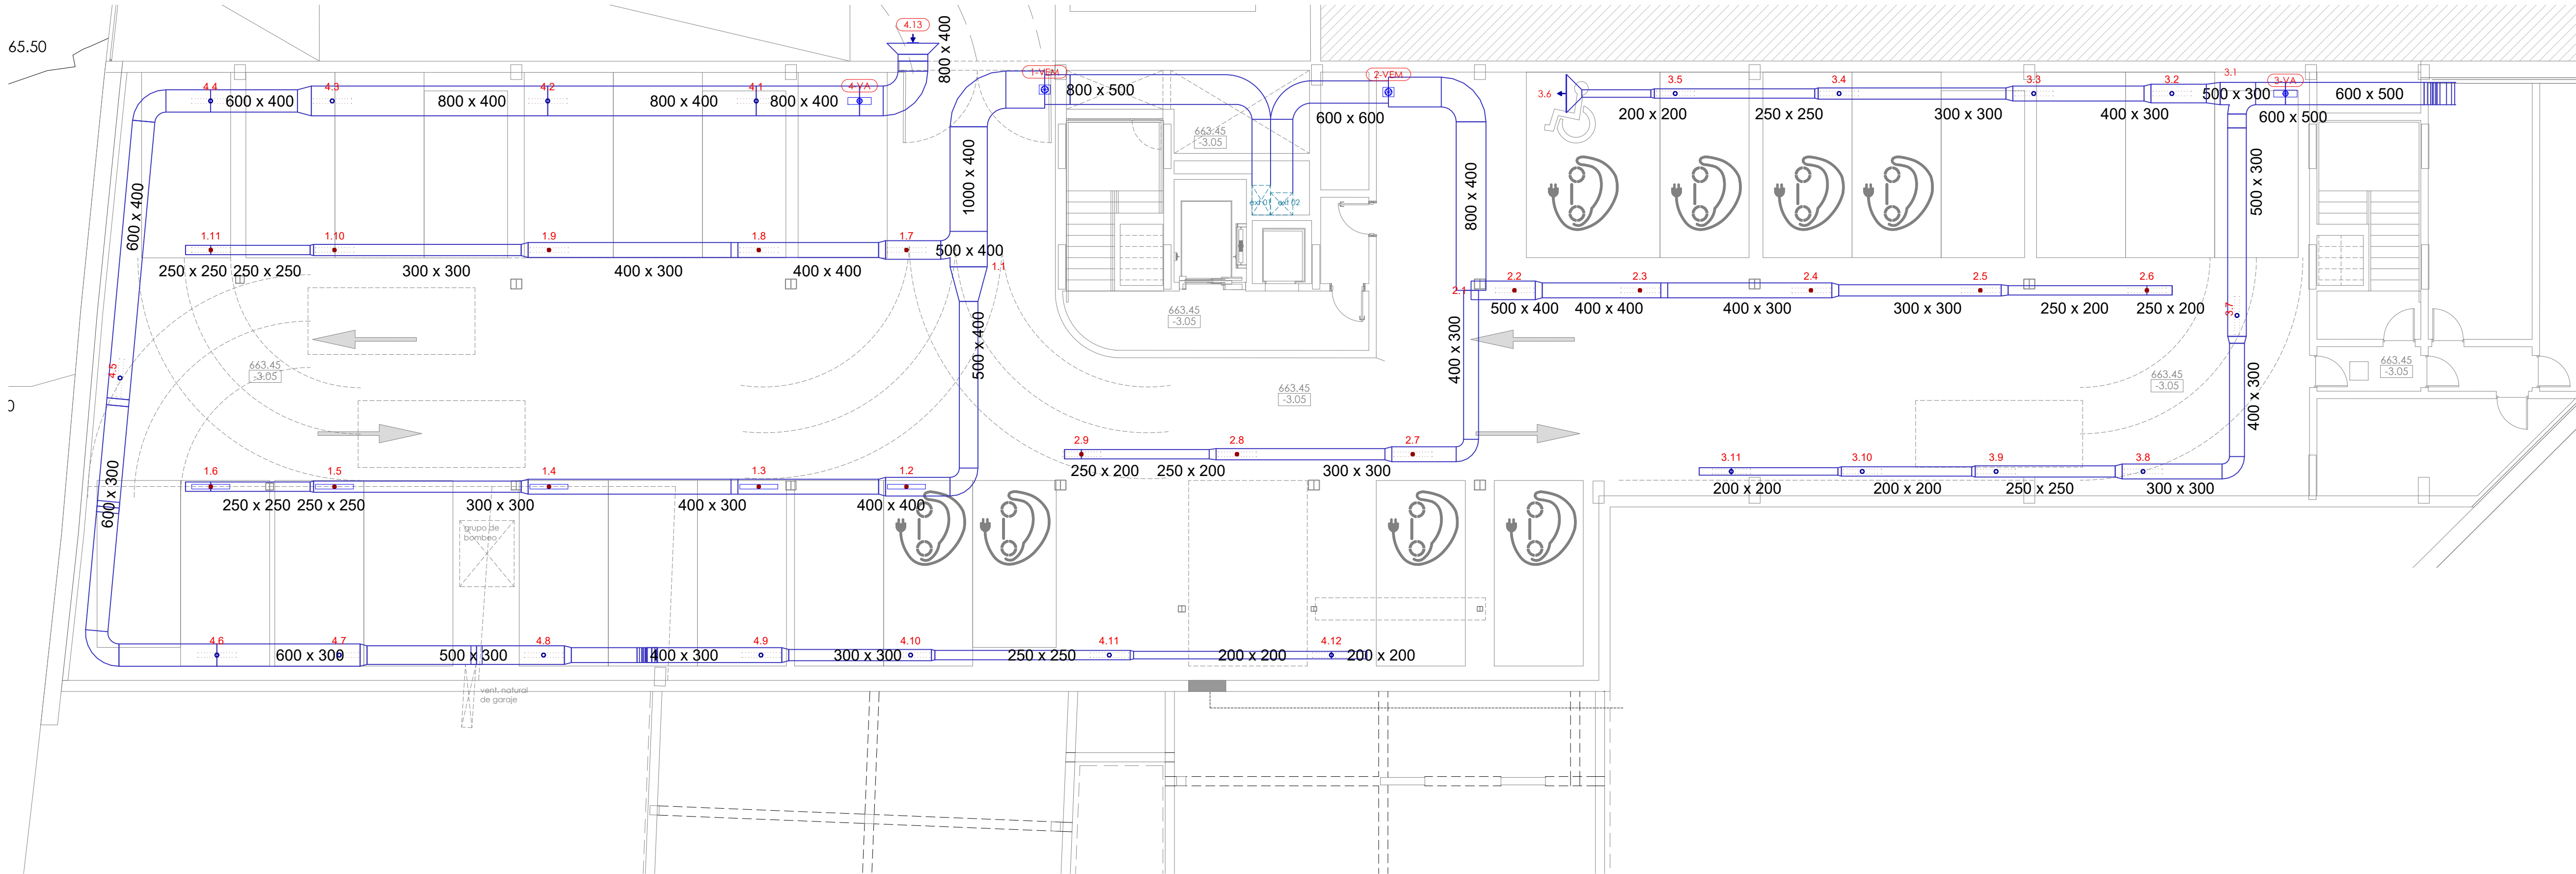 65.50
4.13
800 x 400
1-VEM
2-VEM
3.1
3-VA
4.4
4.3
4.2
4.1
4-VA
600 x 400
800 x 400
800 x 400
800 x 400
800 x 500
600 x 600
3.6
3.5
3.4
3.3
3.2
500 x 300
600 x 500
200 x 200
250 x 250
300 x 300
400 x 300
600 x 500
663.45
-3.05
600 x 400
1000 x 400
800 x 400
500 x 300
ext 01
ext 02
1.11
1.10
1.9
1.8
1.7
500 x 400
1.1
250 x 250
250 x 250
300 x 300
400 x 300
400 x 400
2.1
2.2
2.3
2.4
2.5
2.6
500 x 400
400 x 400
400 x 300
300 x 300
250 x 200
250 x 200
3.7
663.45
-3.05
500 x 400
400 x 300
4.5
663.45
-3.05
663.45
-3.05
663.45
-3.05
663.45
-3.05
400 x 300
0
2.9
2.8
2.7
250 x 200
250 x 200
300 x 300
3.11
3.10
3.9
3.8
200 x 200
200 x 200
250 x 250
300 x 300
1.6
1.5
1.4
1.3
1.2
250 x 250
250 x 250
300 x 300
400 x 300
400 x 400
600 x 300
grupo de
bombeo
4.6
4.7
4.8
4.9
4.10
4.11
4.12
600 x 300
500 x 300
400 x 300
300 x 300
250 x 250
200 x 200
200 x 200
vent. natural
de garaje